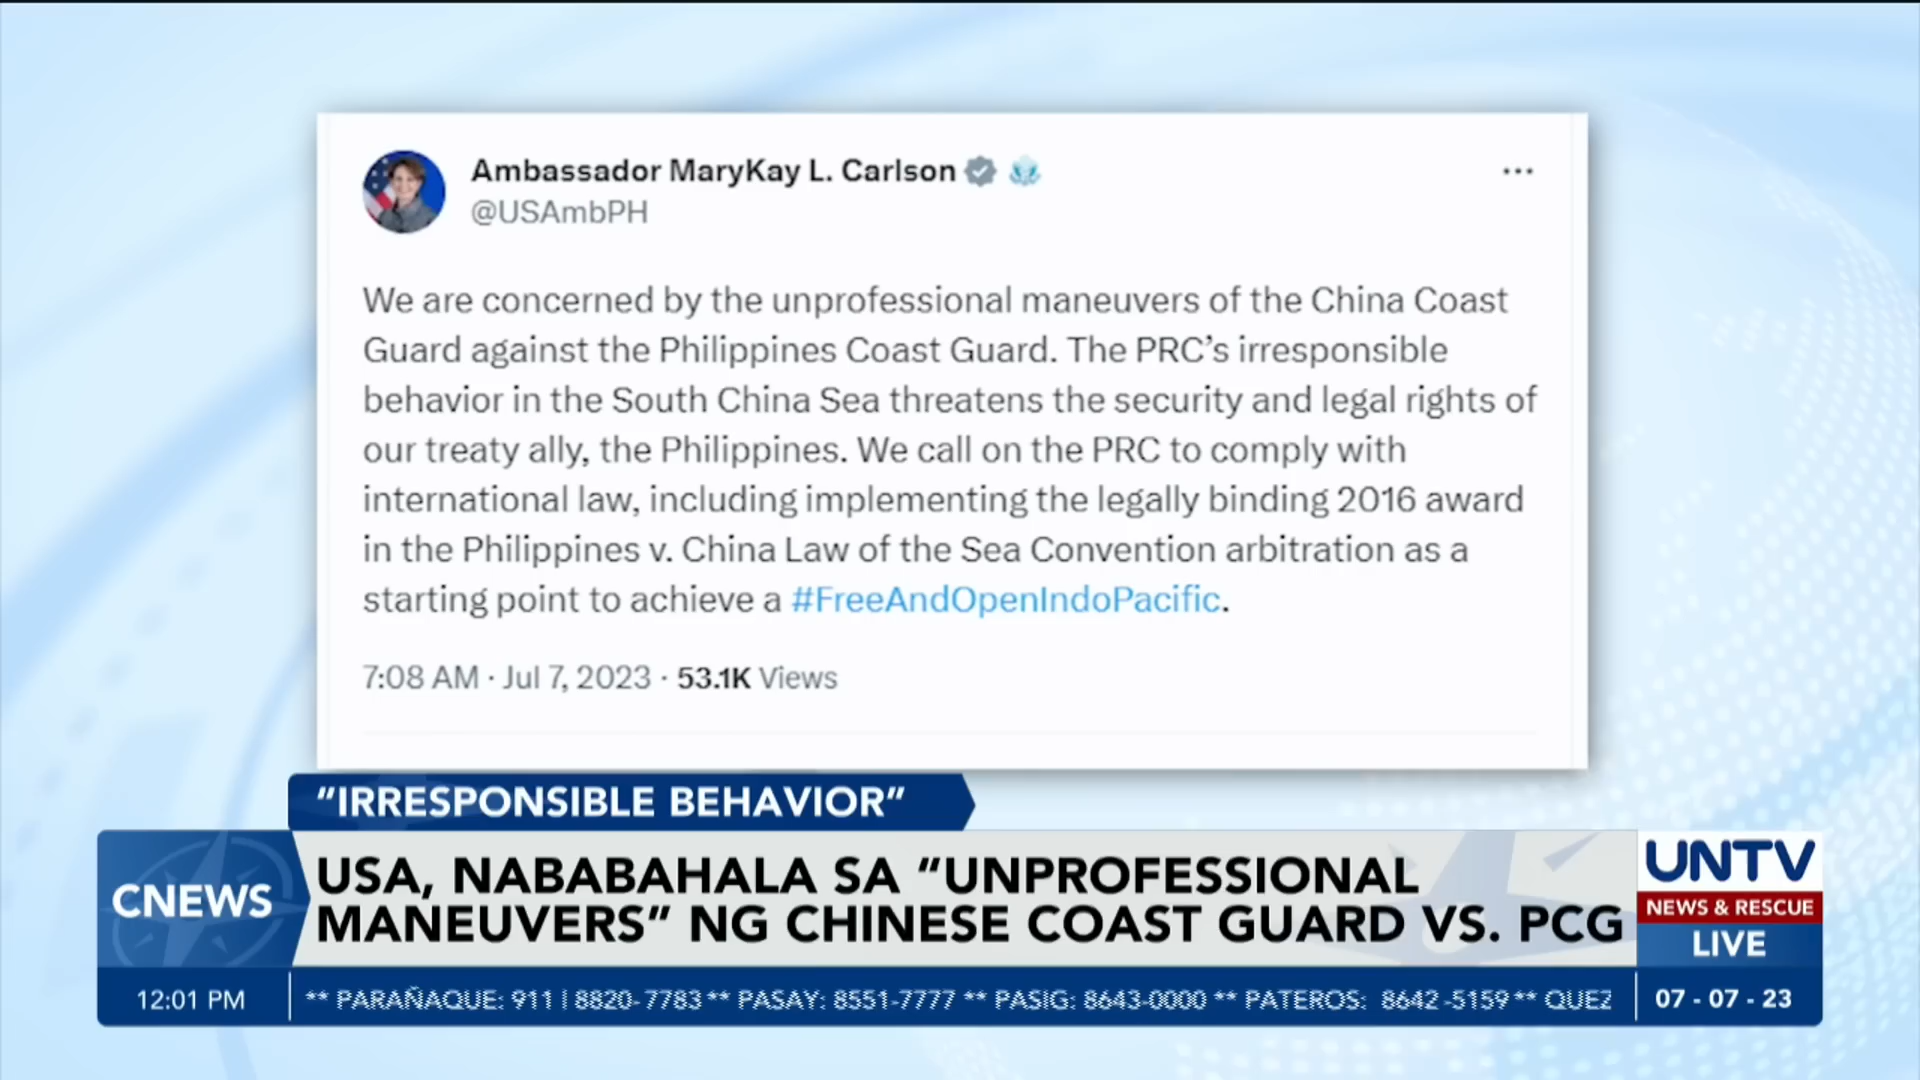 Ambassador MaryKay L. Carlson
@USAmbPH
We are concerned by the unprofessional maneuvers of the China Coast
Guard against the Philippines Coast Guard. The PRC’s irresponsible
behavior in the South China Sea threatens the security and legal rights of
our treaty ally, the Philippines. We call on the PRC to comply with
international law, including implementing the legally binding 2016 award
in the Philippines v. China Law of the Sea Convention arbitration as a
starting point to achieve a #FreeAndOpenIndoPacific.
7:08 AM · Jul 7, 2023 · 53.1K Views
“IRRESPONSIBLE BEHAVIOR”
CNEWS
USA, NABABAHALA SA “UNPROFESSIONAL
MANEUVERS” NG CHINESE COAST GUARD VS. PCG
UNTV
NEWS & RESCUE
LIVE
12:01 PM
** PARAÑAQUE: 911 | 8820-7783 ** PASAY: 8551-7777 ** PASIG: 8643-0000 ** PATEROS: 8642-5159 ** QUEZ
07 - 07 - 23